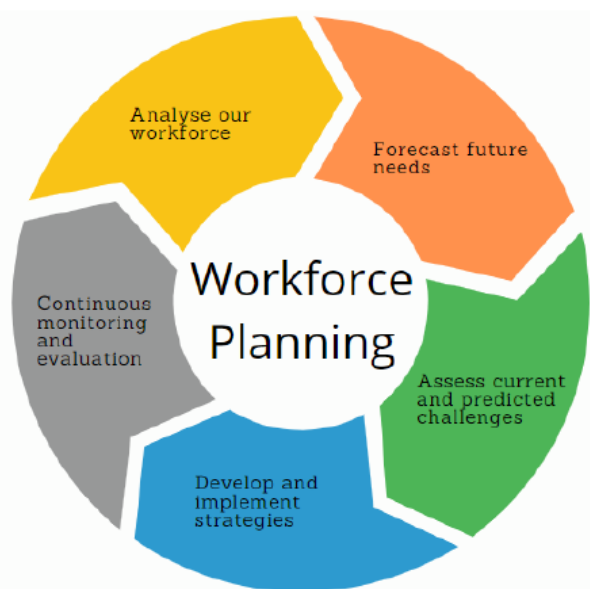 Analyse our
workforce
Forecast future
needs
Workforce
Planning
Continuous
monitoring
and
evaluation
Assess current
and predicted
challenges
Develop and
implement
strategies